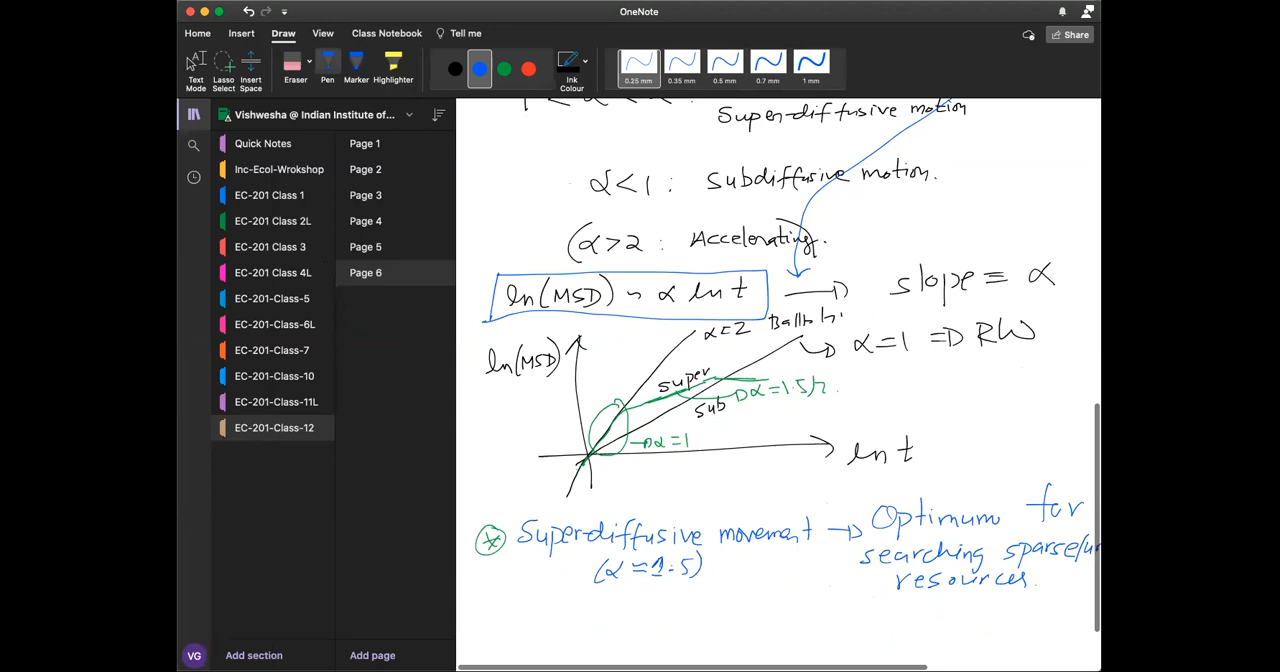 OneNote
Home Insert Draw View Class Notebook Tell me
Share
Text Mode
Lasso Select
Insert Space
Eraser
Pen
Marker
Highlighter
Ink Colour
0.25 mm 0.35 mm 0.5 mm 0.7 mm 1 mm
Vishwesha @ Indian Institute of...
Quick Notes
Inc-Ecol-Wrokshop
EC-201 Class 1
EC-201 Class 2L
EC-201 Class 3
EC-201 Class 4L
EC-201-Class-5
EC-201-Class-6L
EC-201-Class-7
EC-201-Class-10
EC-201-Class-11L
EC-201-Class-12
Page 1
Page 2
Page 3
Page 4
Page 5
Page 6
VG
Add section
Add page
Super-diffusive motion
α<1 : Subdiffusive motion.
(α>2 : Accelerating).
ln(MSD) ~ α ln t → slope ≡ α
α=2
α=1 ⇒ RW
ln(MSD)
super
sub
α=1
ln t
Superdiffusive movement → Optimum for
searching
resources.